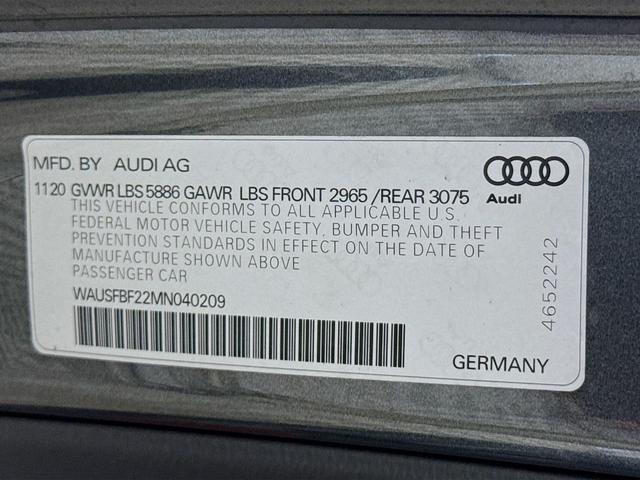 MFD. BY AUDI AG
1120 GVWR LBS 5886 GAWR LBS FRONT 2965 /REAR 3075
Audi
THIS VEHICLE CONFORMS TO ALL APPLICABLE U.S.
FEDERAL MOTOR VEHICLE SAFETY, BUMPER AND THEFT
PREVENTION STANDARDS IN EFFECT ON THE DATE OF
MANUFACTURE SHOWN ABOVE
PASSENGER CAR
WAUSFBF22MN040209
4652242
GERMANY